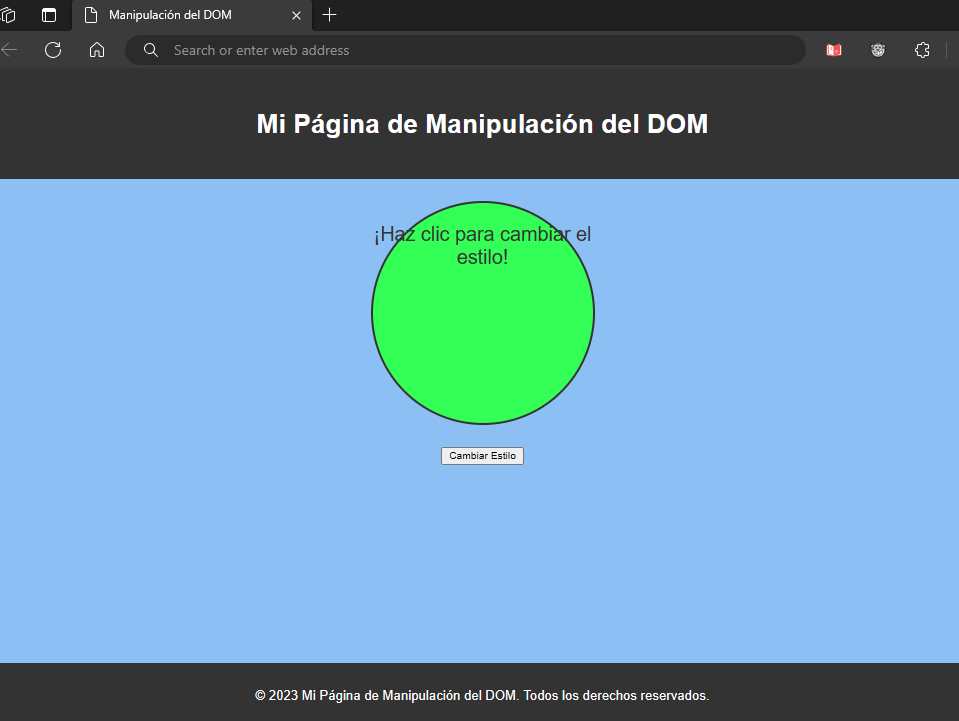 Manipulación del DOM
Search or enter web address
Mi Página de Manipulación del DOM
¡Haz clic para cambiar el
estilo!
Cambiar Estilo
© 2023 Mi Página de Manipulación del DOM. Todos los derechos reservados.